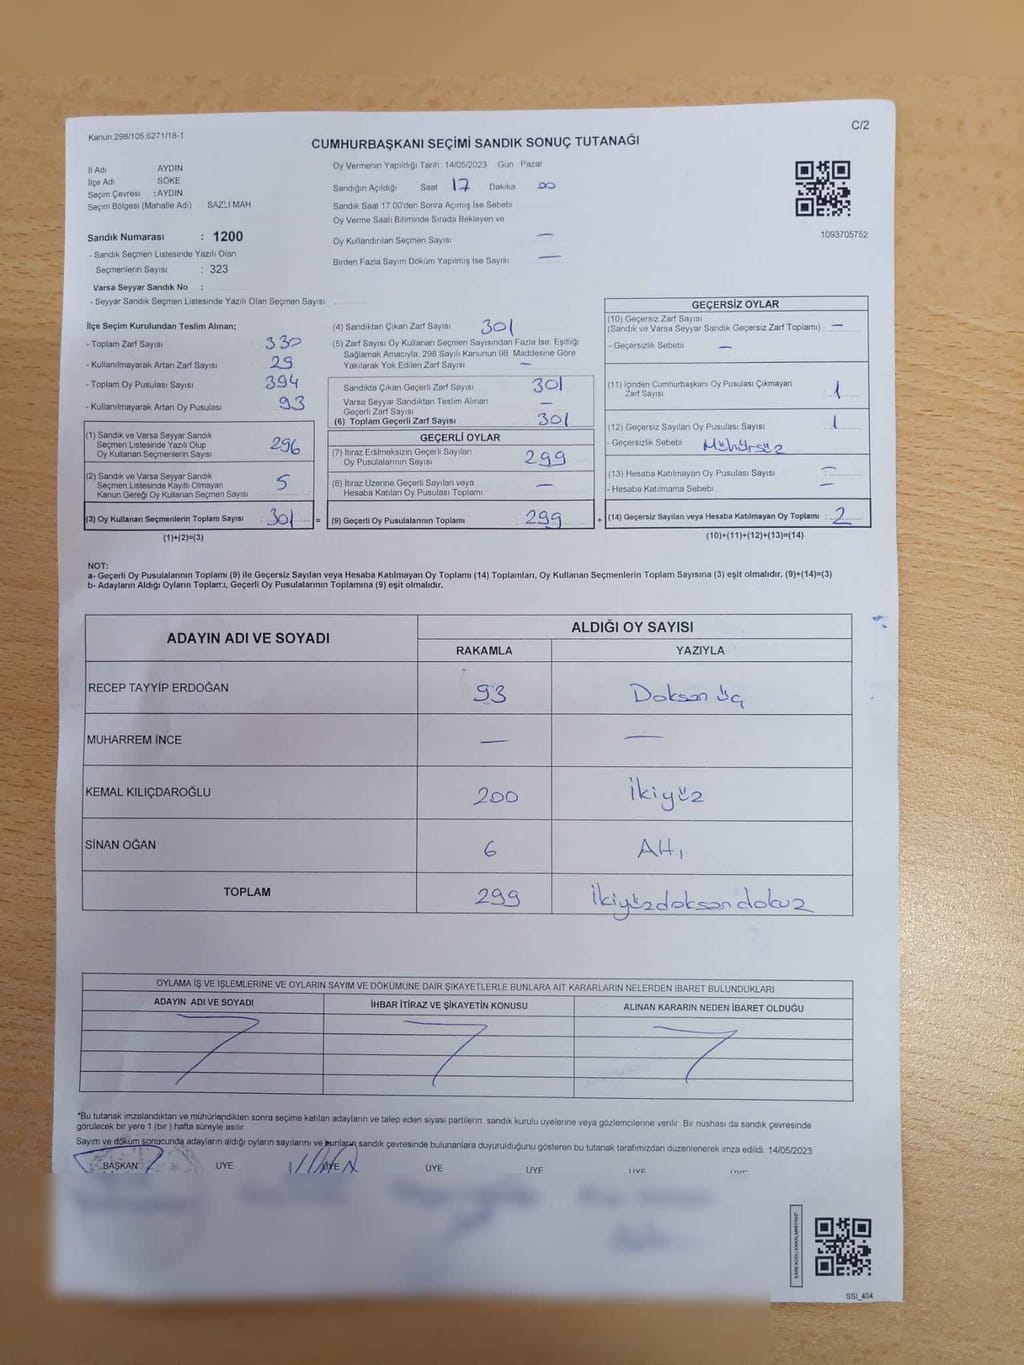 Kanun:298/105,6271/18-1
C/2
CUMHURBAŞKANI SEÇİMİ SANDIK SONUÇ TUTANAĞI
İl Adı AYDIN
İlçe Adı SÖKE
Seçim Çevresi : AYDIN
Seçim Bölgesi (Mahalle Adı) SAZLI MAH
Sandık Numarası : 1200
- Sandık Seçmen Listesinde Yazılı Olan
Seçmenlerin Sayısı : 323
Varsa Seyyar Sandık No :
- Seyyar Sandık Seçmen Listesinde Yazılı Olan Seçmen Sayısı
Oy Vermenin Yapıldığı Tarih 14/05/2023 Gün Pazar
Sandığın Açıldığı Saat 17 Dakika 00
Sandık Saat 17.00'den Sonra Açımış İse Sebebi
Oy Verme Saati Bitiminde Sırada Bekleyen ve
Oy Kullandırılan Seçmen Sayısı —
Birden Fazla Sayım Döküm Yapılmış İse Sayısı —
1093705752
İlçe Seçim Kurulundan Teslim Alınan;
- Toplam Zarf Sayısı 330
- Kullanılmayarak Artan Zarf Sayısı 29
- Toplam Oy Pusulası Sayısı 394
- Kullanılmayarak Artan Oy Pusulası 93
(1) Sandık ve Varsa Seyyar Sandık
Seçmen Listesinde Yazılı Olup
Oy Kullanan Seçmenlerin Sayısı 296
(2) Sandık ve Varsa Seyyar Sandık
Seçmen Listesinde Kayıtlı Olmayan
Kanun Gereği Oy Kullanan Seçmen Sayısı 5
(3) Oy Kullanan Seçmenlerin Toplam Sayısı : 301 =
(1)+(2)=(3)
(4) Sandıktan Çıkan Zarf Sayısı 301
(5) Zarf Sayısı Oy Kullanan Seçmen Sayısından Fazla İse, Eşitliği
Sağlamak Amacıyla; 298 Sayılı Kanunun 98 Maddesine Göre
Yakılarak Yok Edilen Zarf Sayısı —
Sandıkta Çıkan Geçerli Zarf Sayısı 301
Varsa Seyyar Sandıktan Teslim Alınan
Geçerli Zarf Sayısı —
(6) Toplam Geçerli Zarf Sayısı 301
GEÇERLİ OYLAR
(7) İtiraz Edilmeksizin Geçerli Sayılan
Oy Pusulalarının Sayısı 299
(8) İtiraz Üzerine Geçerli Sayılan veya
Hesaba Katılan Oy Pusulası Toplamı —
(9) Geçerli Oy Pusulalarının Toplamı 299 +
GEÇERSİZ OYLAR
(10) Geçersiz Zarf Sayısı
(Sandık ve Varsa Seyyar Sandık Geçersiz Zarf Toplamı) —
- Geçersizlik Sebebi —
(11) İçinden Cumhurbaşkanı Oy Pusulası Çıkmayan
Zarf Sayısı 1
(12) Geçersiz Sayılan Oy Pusulası Sayısı 1
- Geçersizlik Sebebi Mühürsüz
(13) Hesaba Katılmayan Oy Pusulası Sayısı —
- Hesaba Katılmama Sebebi —
(14) Geçersiz Sayılan veya Hesaba Katılmayan Oy Toplamı : 2
(10)+(11)+(12)+(13)=(14)
NOT:
a- Geçerli Oy Pusulalarının Toplamı (9) ile Geçersiz Sayılan veya Hesaba Katılmayan Oy Toplamı (14) Toplamları, Oy Kullanan Seçmenlerin Toplam Sayısına (3) eşit olmalıdır. (9)+(14)=(3)
b- Adayların Aldığı Oyların Toplamı, Geçerli Oy Pusulalarının Toplamına (9) eşit olmalıdır.
ADAYIN ADI VE SOYADI
ALDIĞI OY SAYISI
RAKAMLA YAZIYLA
RECEP TAYYİP ERDOĞAN 93 Doksan üç
MUHARREM İNCE — —
KEMAL KILIÇDAROĞLU 200 İkiyüz
SİNAN OĞAN 6 Altı
TOPLAM 299 İkiyüzdoksandokuz
OYLAMA İŞ VE İŞLEMLERİNE VE OYLARIN SAYIM VE DÖKÜMÜNE DAİR ŞİKAYETLERLE BUNLARA AİT KARARLARIN NELERDEN İBARET BULUNDUKLARI
ADAYIN ADI VE SOYADI İHBAR İTİRAZ VE ŞİKAYETİN KONUSU ALINAN KARARIN NEDEN İBARET OLDUĞU
*Bu tutanak imzalandıktan ve mühürlendikten sonra seçime katılan adayların ve talep eden siyasi partilerin sandık kurulu üyelerine veya gözlemcilerine verilir. Bir nüshası da sandık çevresinde
görülecek bir yere 1 (bir ) hafta süreyle asılır.
Sayım ve döküm sonucunda adayların aldığı oyların sayılarını ve bunların sandık çevresinde bulunanlara duyurulduğunu gösteren bu tutanak tarafımızdan düzenlenerek imza edildi. 14/05/2023
BAŞKAN ÜYE ÜYE ÜYE ÜYE ÜYE ÜYE
SSI_404